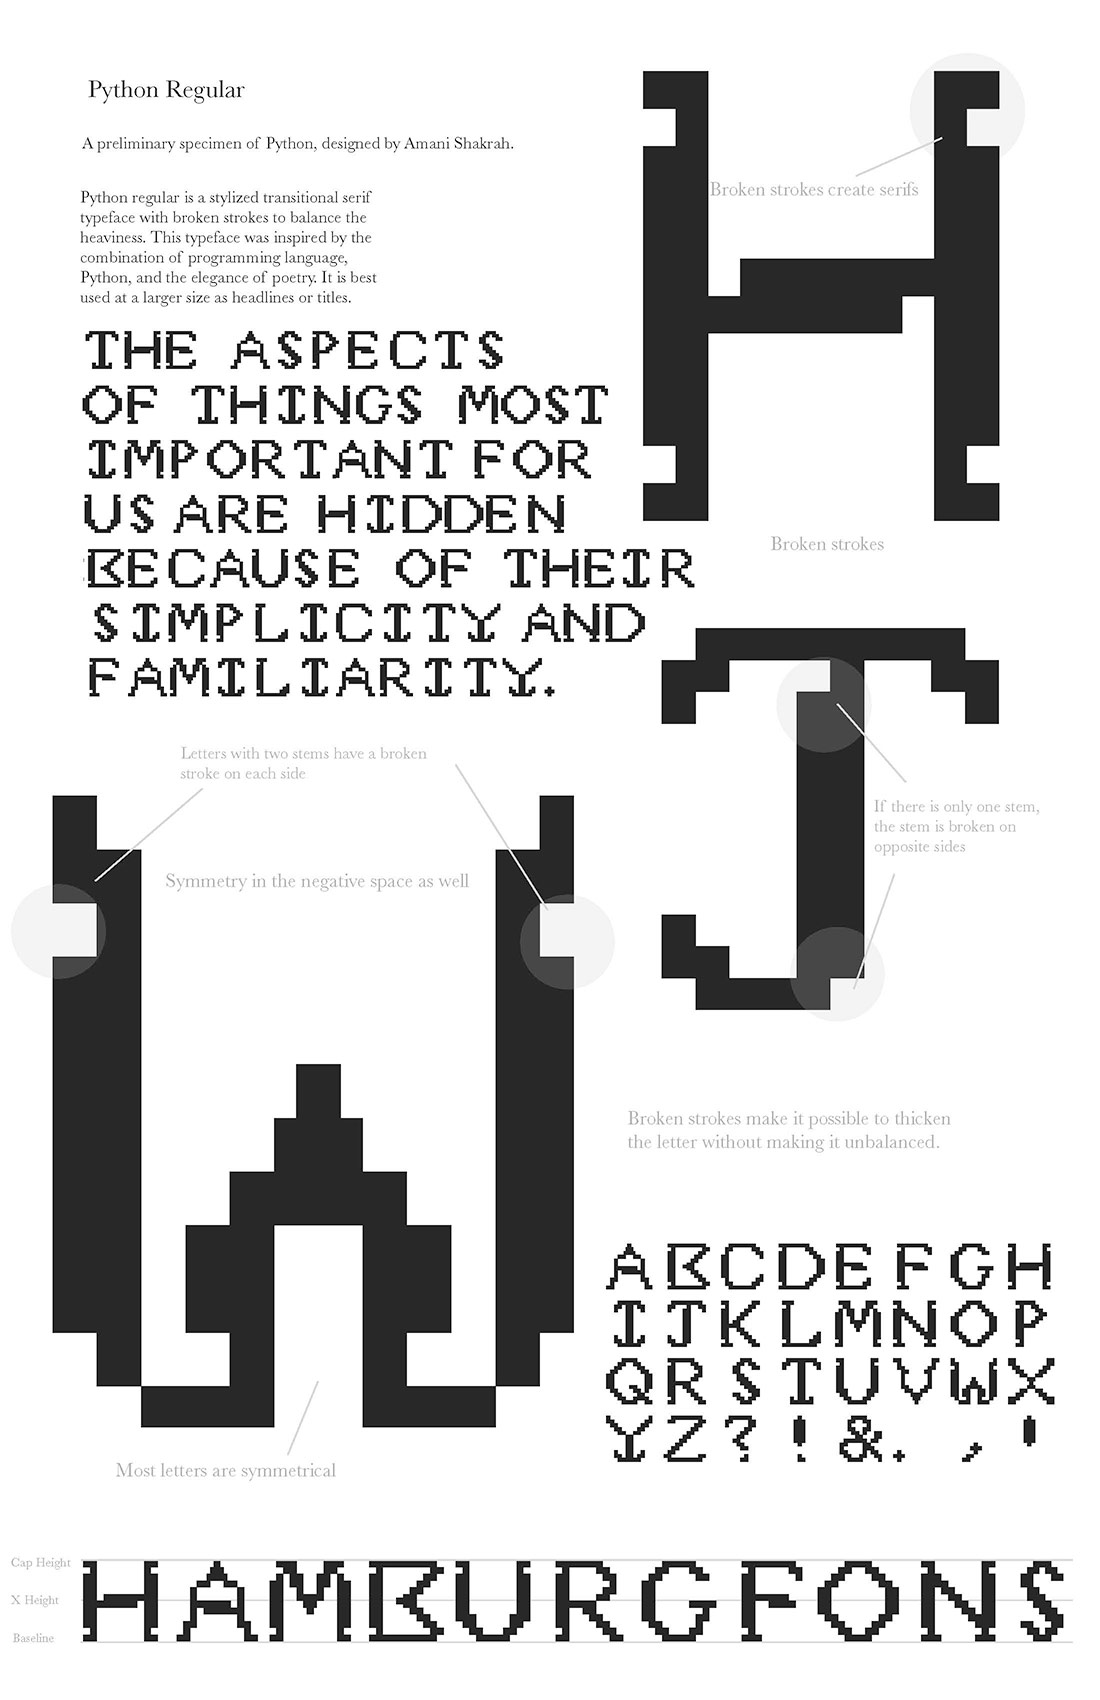 Python Regular
A preliminary specimen of Python, designed by Amani Shakrah.
Python regular is a stylized transitional serif
typeface with broken strokes to balance the
heaviness. This typeface was inspired by the
combination of programming language,
Python, and the elegance of poetry. It is best
used at a larger size as headlines or titles.
H
Broken strokes create serifs
THE ASPECTS
OF THINGS MOST
IMPORTANT FOR
US ARE HIDDEN
BECAUSE OF THEIR
SIMPLICITY AND
FAMILIARITY.
Broken strokes
J
Letters with two stems have a broken
stroke on each side
If there is only one stem,
the stem is broken on
opposite sides
W
Symmetry in the negative space as well
Broken strokes make it possible to thicken
the letter without making it unbalanced.
Most letters are symmetrical
A B C D E F G H
I J K L M N O P
Q R S T U V W X
Y Z ? ! & . , '
Cap Height
X Height
Baseline
HAMBURGFONS